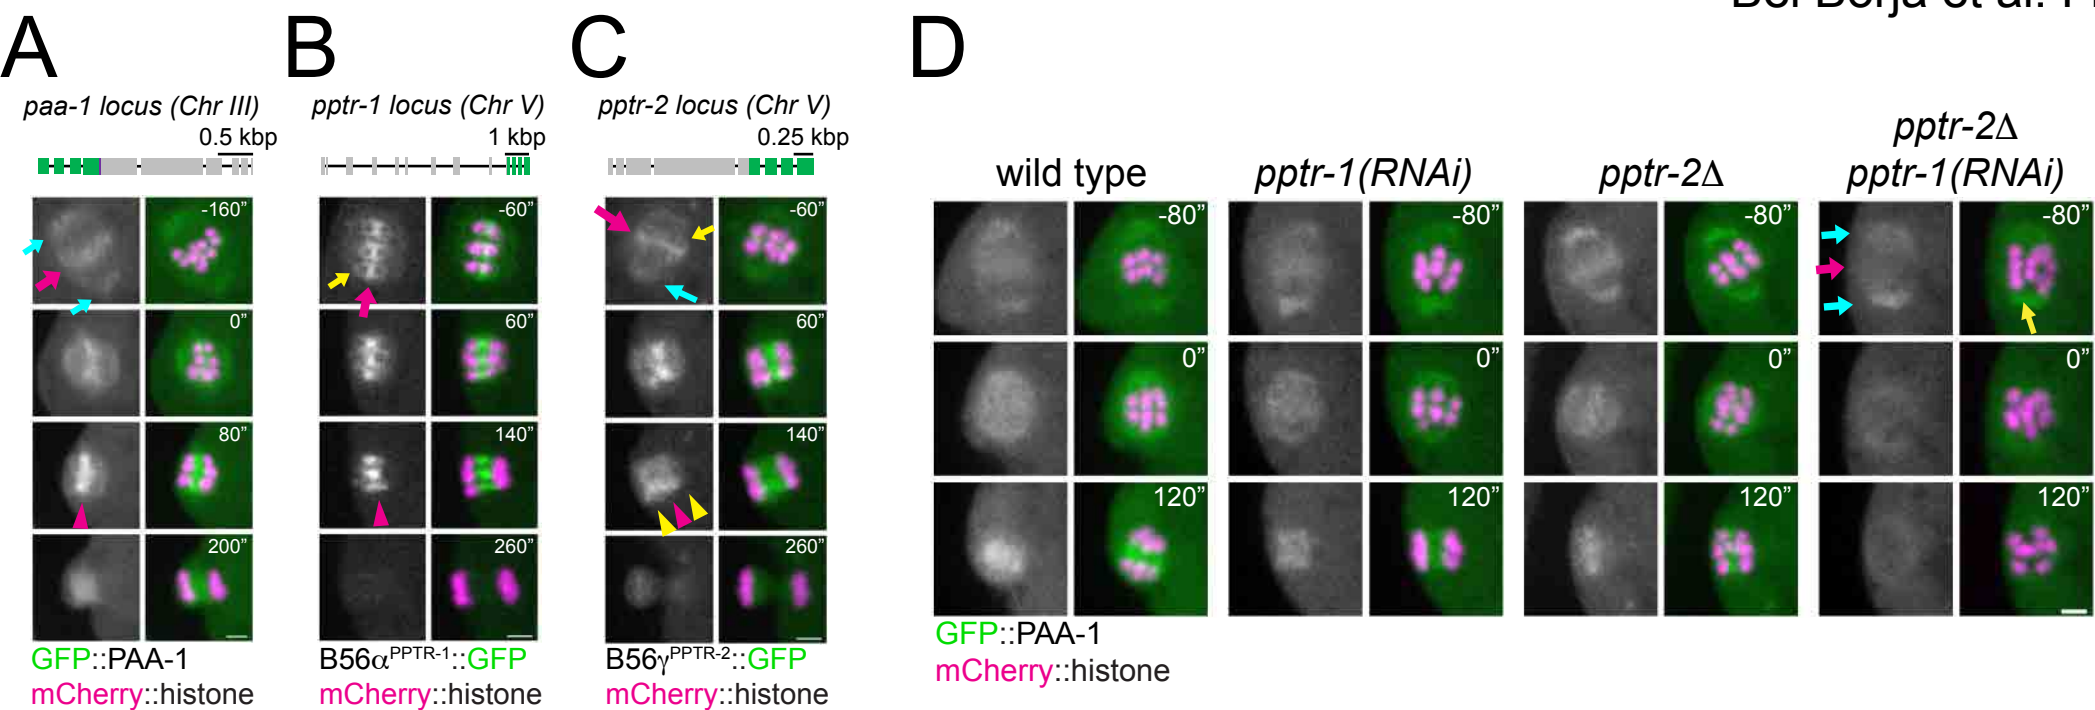 Bel Borja et al.
A
B
C
D
paa-1 locus (Chr III)
0.5 kbp
pptr-1 locus (Chr V)
1 kbp
pptr-2 locus (Chr V)
0.25 kbp
-160”
0”
80”
200”
-60”
60”
140”
260”
-60”
60”
140”
260”
GFP::PAA-1
mCherry::histone
B56αPPTR-1::GFP
mCherry::histone
B56γPPTR-2::GFP
mCherry::histone
wild type
pptr-1(RNAi)
pptr-2Δ
pptr-2Δ
pptr-1(RNAi)
-80”
-80”
-80”
-80”
0”
0”
0”
0”
120”
120”
120”
120”
GFP::PAA-1
mCherry::histone